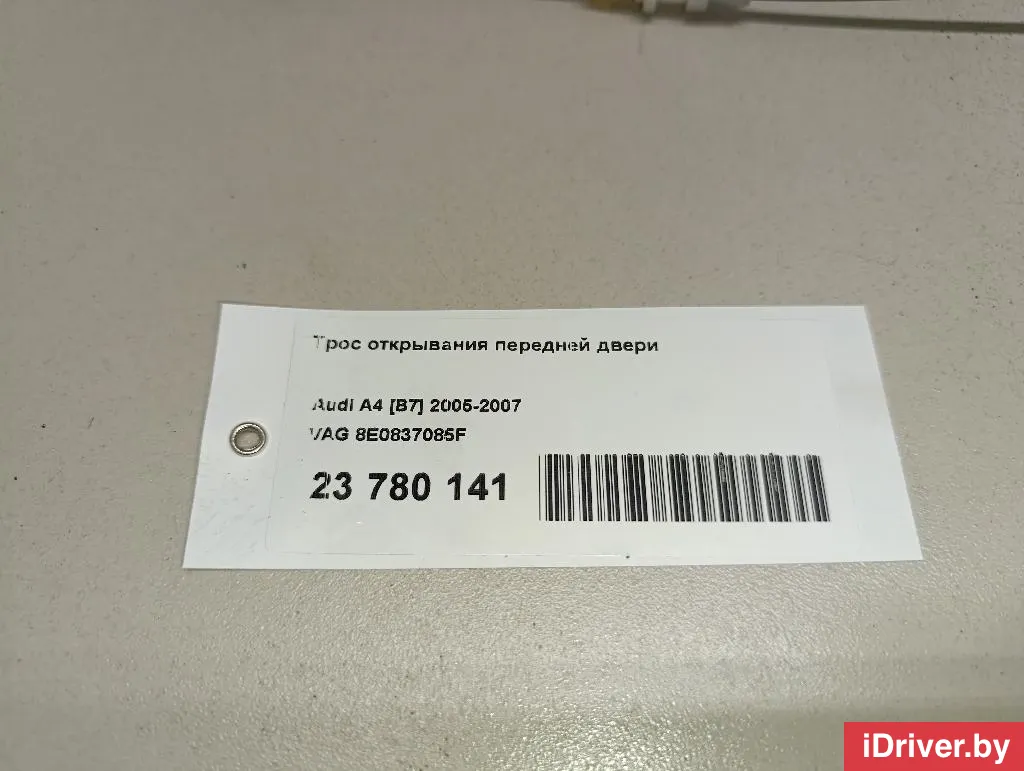 Трос открывания передней двери
Audi A4 [B7] 2005-2007
VAG 8E0837085F
23 780 141
iDriver.by